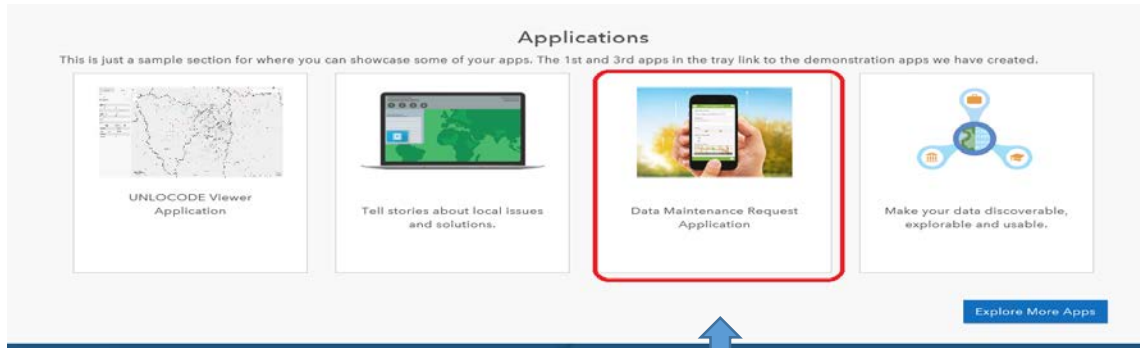 Applications
This is just a sample section for where you can showcase some of your apps. The 1st and 3rd apps in the tray link to the demonstration apps we have created.
UNLOCODE Viewer
Application
Tell stories about local issues
and solutions.
Data Maintenance Request
Application
Make your data discoverable,
explorable and usable.
Explore More Apps